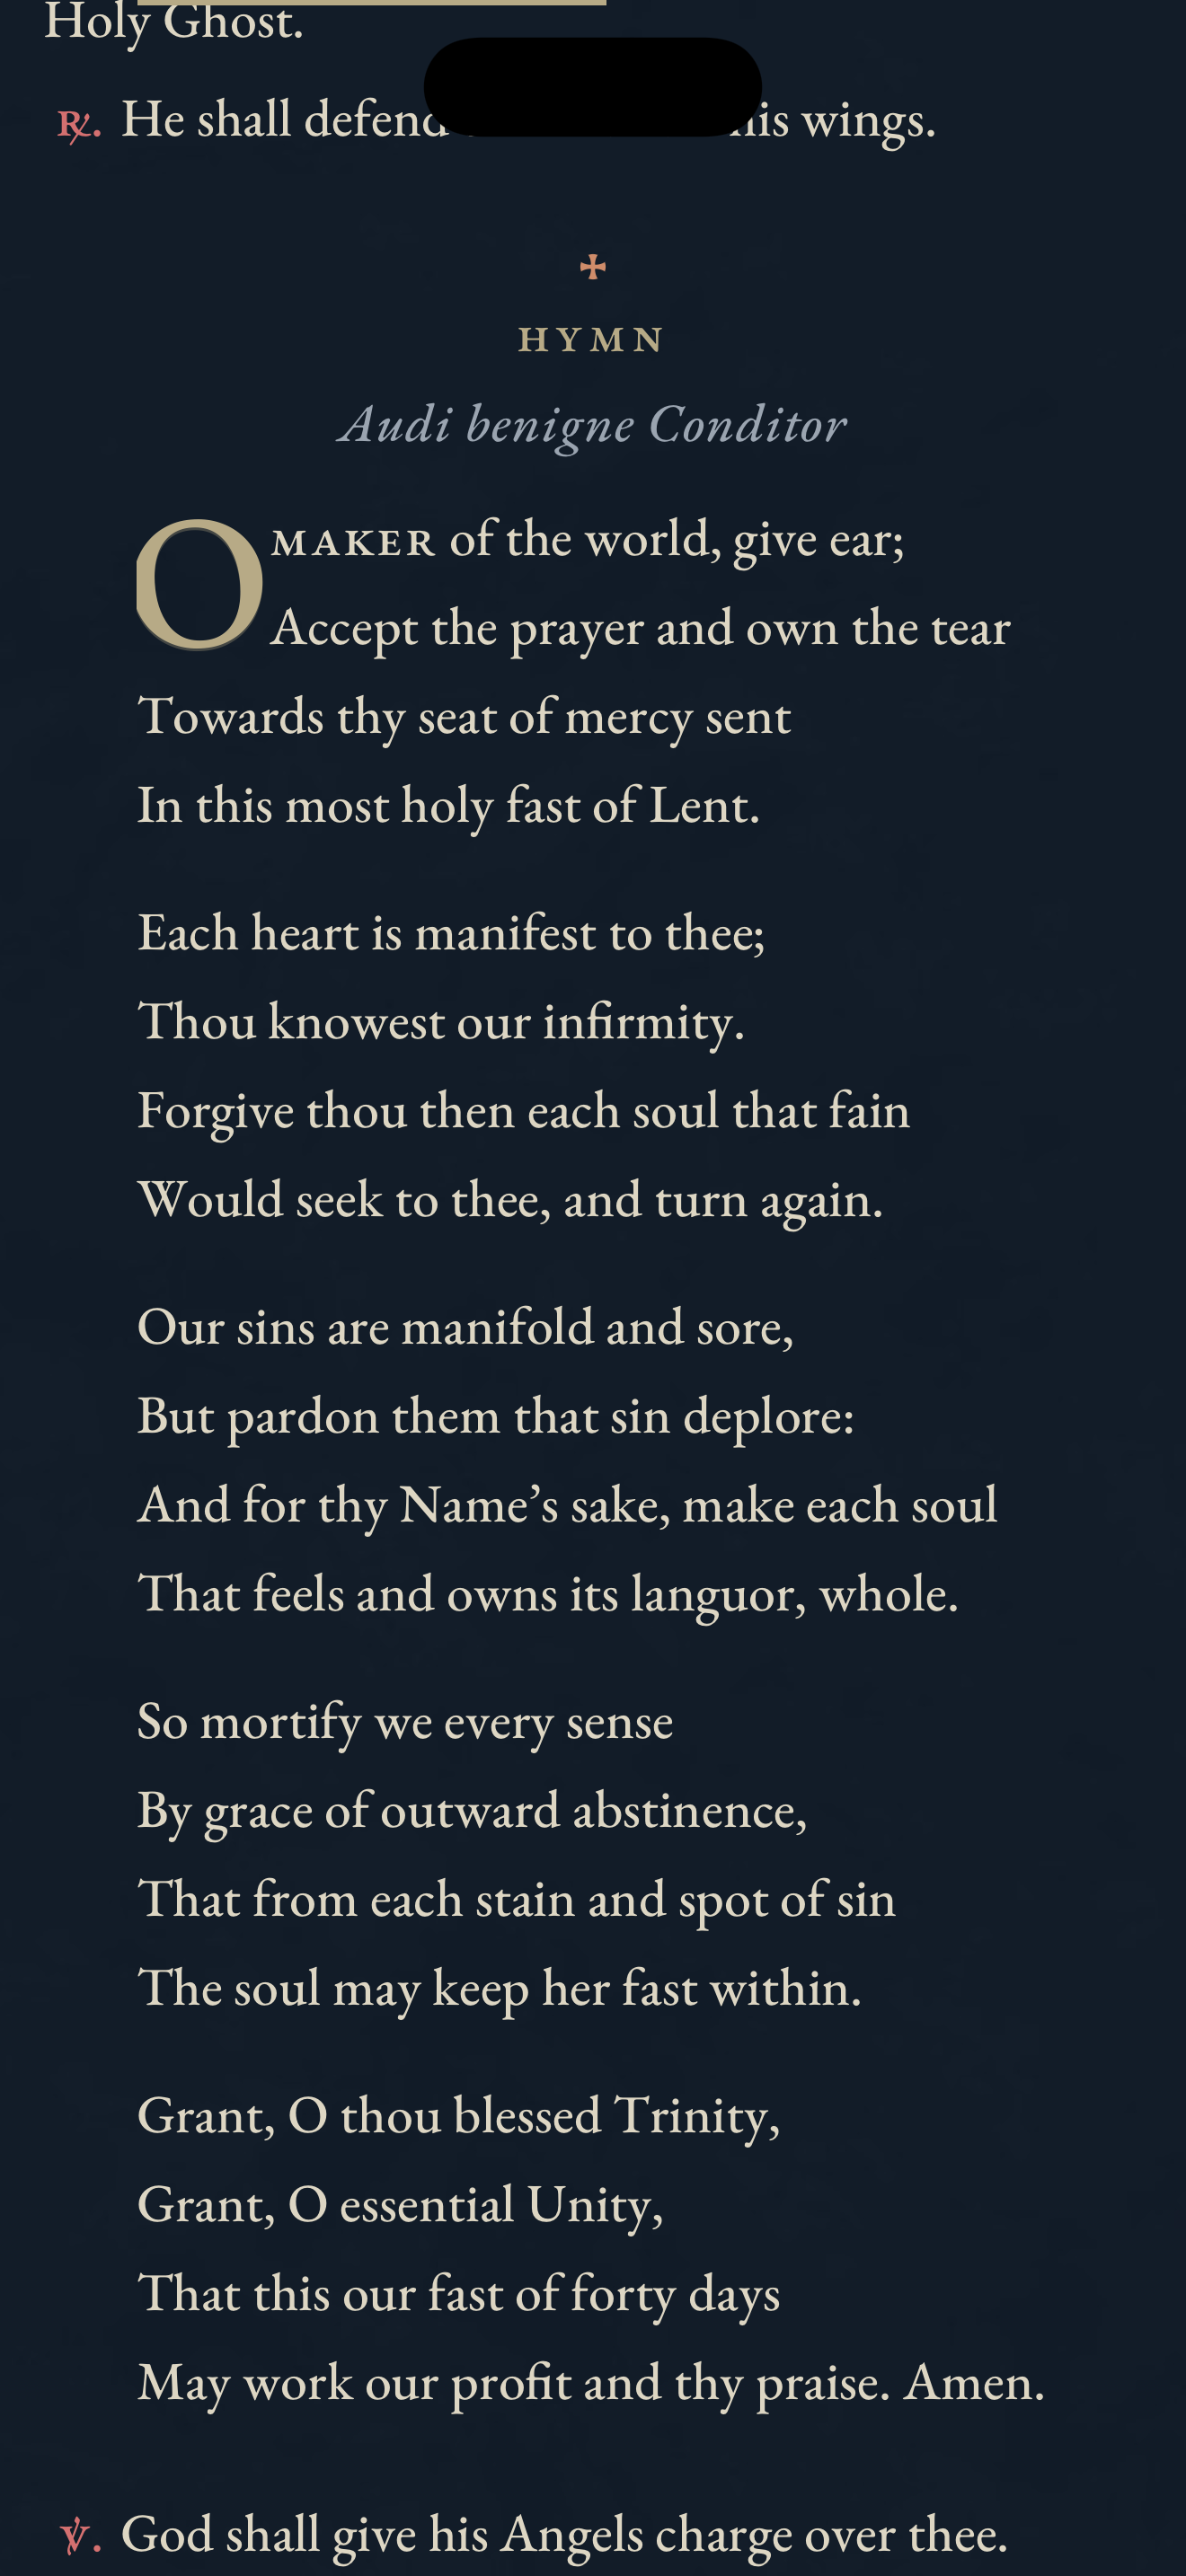 Holy Ghost.
℟. He shall defend his wings.
✠
HYMN
Audi benigne Conditor
O MAKER of the world, give ear;
Accept the prayer and own the tear
Towards thy seat of mercy sent
In this most holy fast of Lent.
Each heart is manifest to thee;
Thou knowest our infirmity.
Forgive thou then each soul that fain
Would seek to thee, and turn again.
Our sins are manifold and sore,
But pardon them that sin deplore:
And for thy Name’s sake, make each soul
That feels and owns its languor, whole.
So mortify we every sense
By grace of outward abstinence,
That from each stain and spot of sin
The soul may keep her fast within.
Grant, O thou blessed Trinity,
Grant, O essential Unity,
That this our fast of forty days
May work our profit and thy praise. Amen.
℣. God shall give his Angels charge over thee.